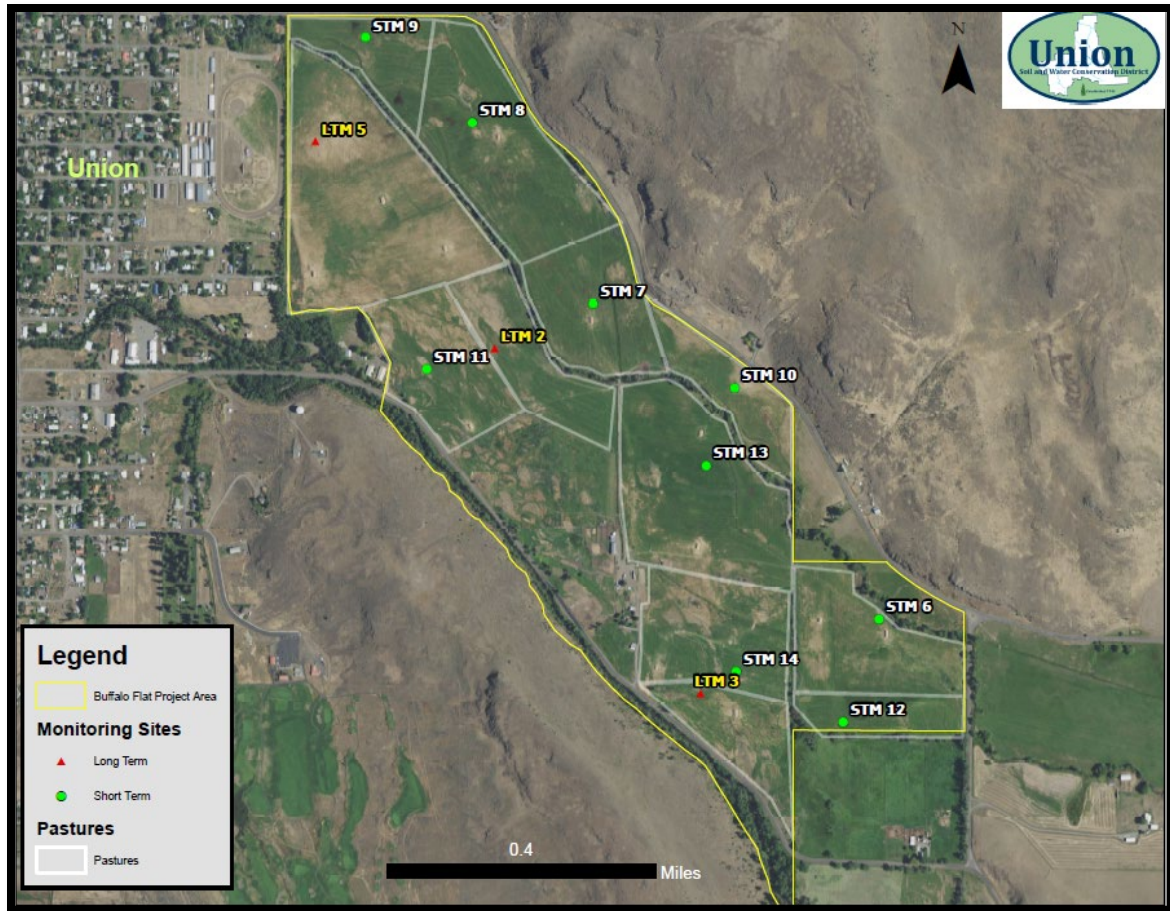 STM 9
N
Union
Soil and Water Conservation District
STM 8
LTM 5
Union
STM 7
LTM 2
STM 11
STM 10
STM 13
STM 6
STM 14
LTM 3
STM 12
Legend
Buffalo Flat Project Area
Monitoring Sites
Long Term
Short Term
Pastures
Pastures
0.4
Miles